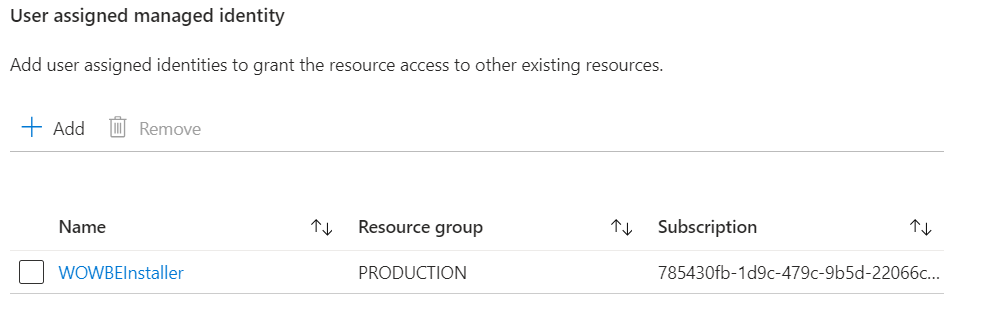 User assigned managed identity
Add user assigned identities to grant the resource access to other existing resources.
Add Remove
Name Resource group Subscription
WOWBEInstaller PRODUCTION 785430fb-1d9c-479c-9b5d-22066c...